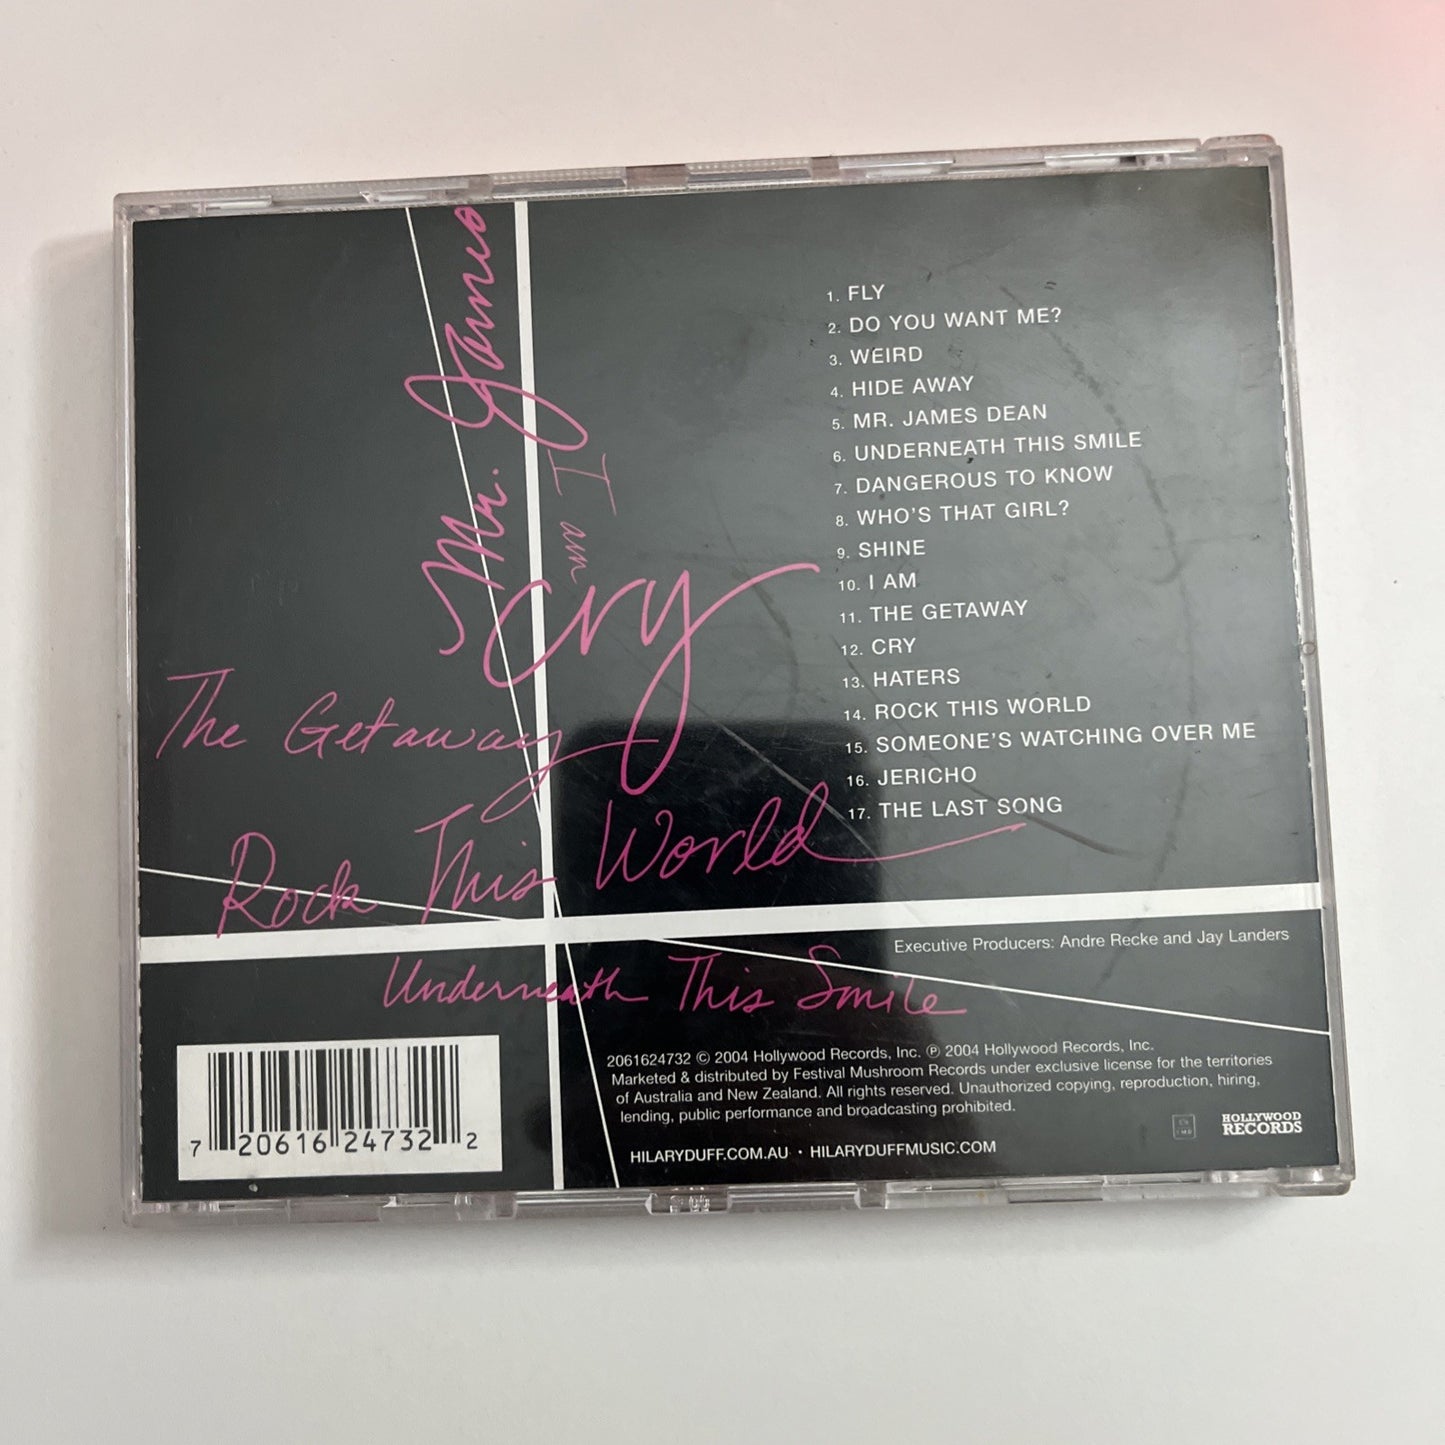 Mr. James
I am
cry
The Getaway
Rock This World
Underneath This Smile
1. FLY
2. DO YOU WANT ME?
3. WEIRD
4. HIDE AWAY
5. MR. JAMES DEAN
6. UNDERNEATH THIS SMILE
7. DANGEROUS TO KNOW
8. WHO'S THAT GIRL?
9. SHINE
10. I AM
11. THE GETAWAY
12. CRY
13. HATERS
14. ROCK THIS WORLD
15. SOMEONE'S WATCHING OVER ME
16. JERICHO
17. THE LAST SONG
Executive Producers: Andre Recke and Jay Landers
2061624732 © 2004 Hollywood Records, Inc. ℗ 2004 Hollywood Records, Inc.
Marketed & distributed by Festival Mushroom Records under exclusive license for the territories
of Australia and New Zealand. All rights reserved. Unauthorized copying, reproduction, hiring,
lending, public performance and broadcasting prohibited.
HILARYDUFF.COM.AU · HILARYDUFFMUSIC.COM
HOLLYWOOD
RECORDS
7 20616 24732 2